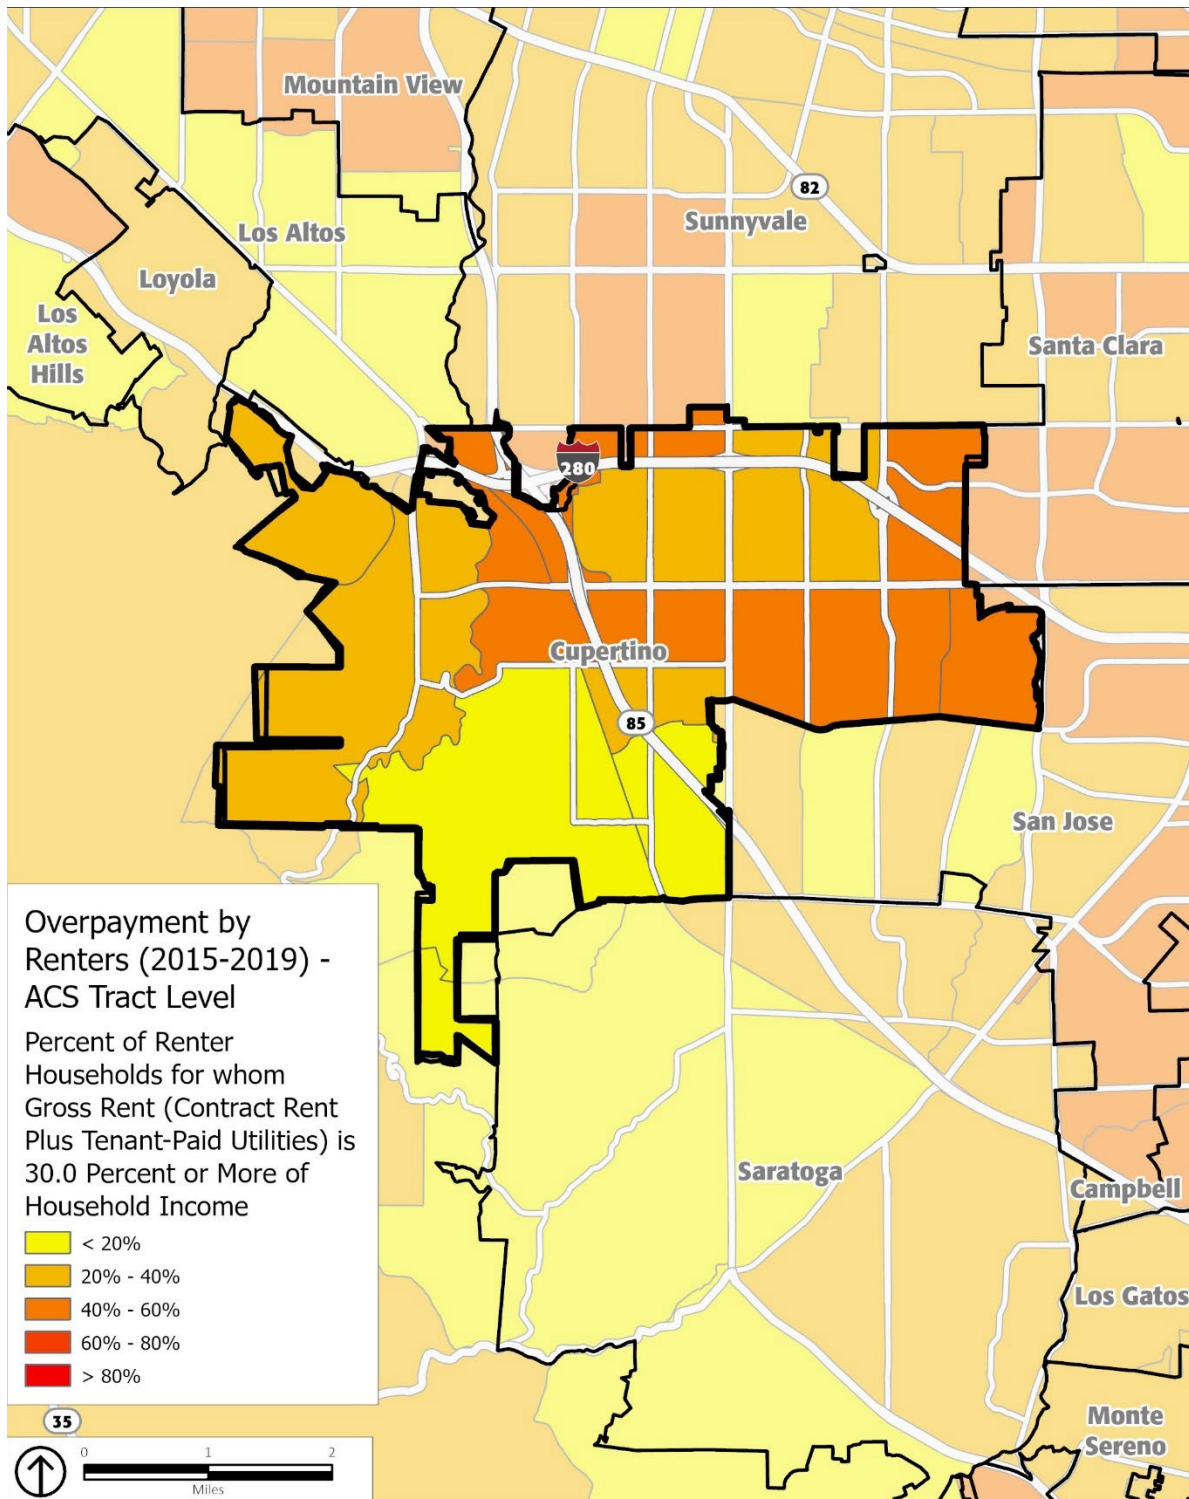 Mountain View
82
Sunnyvale
Los Altos
Loyola
Los
Altos
Hills
Santa Clara
280
Cupertino
85
San Jose
Overpayment by
Renters (2015-2019) -
ACS Tract Level
Percent of Renter
Households for whom
Gross Rent (Contract Rent
Plus Tenant-Paid Utilities) is
30.0 Percent or More of
Household Income
< 20%
20% - 40%
40% - 60%
60% - 80%
> 80%
Saratoga
Campbell
Los Gatos
Monte
Sereno
35
0 1 2
Miles